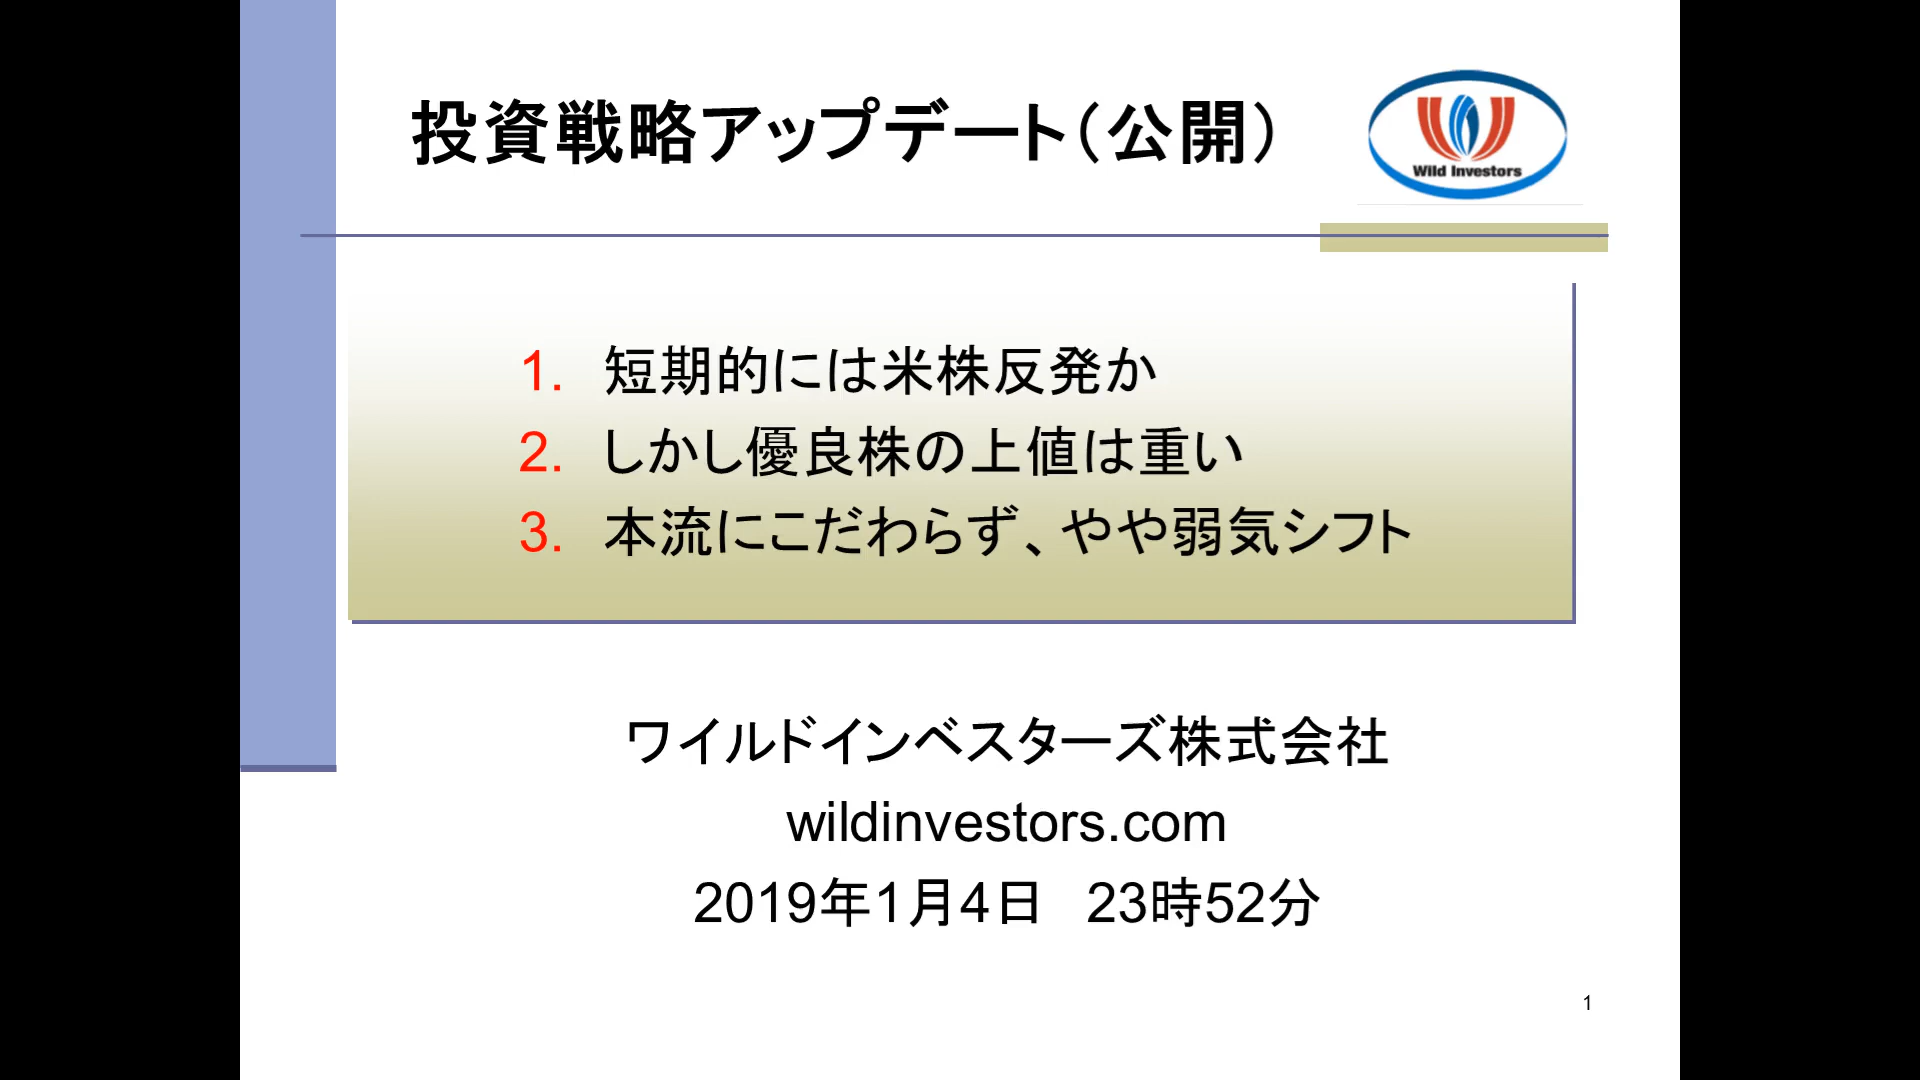 投資戦略アップデート（公開）
Wild Investors
1. 短期的には米株反発か
2. しかし優良株の上値は重い
3. 本流にこだわらず、やや弱気シフト
ワイルドインベスターズ株式会社
wildinvestors.com
2019年1月4日　23時52分
1